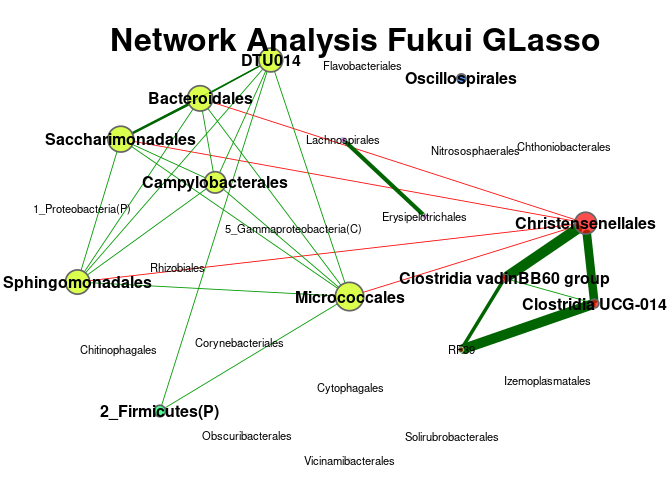 Network Analysis Fukui GLasso
DTU014
Flavobacteriales
Oscillospirales
Bacteroidales
Saccharimonadales
Lachnospirales
Nitrososphaerales
Chthoniobacterales
Campylobacterales
1_Proteobacteria(P)
Erysipelotrichales
Christensenellales
5_Gammaproteobacteria(C)
Rhizobiales
Sphingomonadales
Clostridia vadinBB60 group
Micrococcales
Clostridia UCG-014
Corynebacteriales
Chitinophagales
RF39
Izemoplasmatales
Cytophagales
2_Firmicutes(P)
Obscuribacterales
Solirubrobacterales
Vicinamibacterales